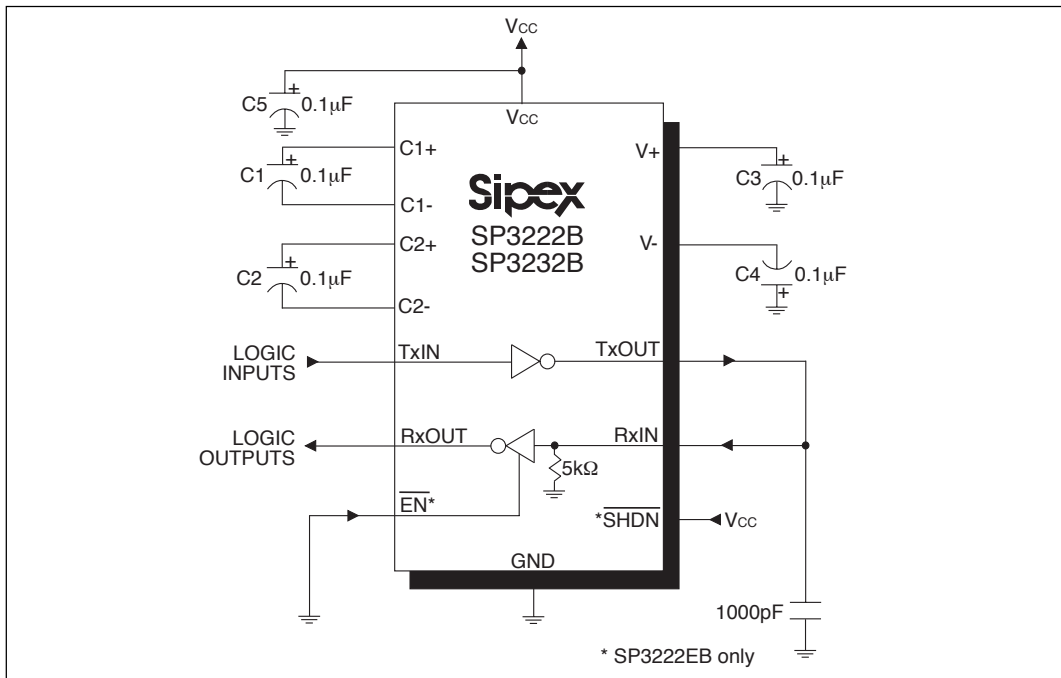 VCC
C5
+
0.1µF
VCC
C1+
C1
+
0.1µF
C1-
C2+
C2
+
0.1µF
C2-
Sipex
SP3222B
SP3232B
V+
C3
+
0.1µF
V-
C4
0.1µF
+
LOGIC
INPUTS
TxIN
TxOUT
LOGIC
OUTPUTS
RxOUT
RxIN
5kΩ
EN*
*SHDN
VCC
GND
1000pF
* SP3222EB only